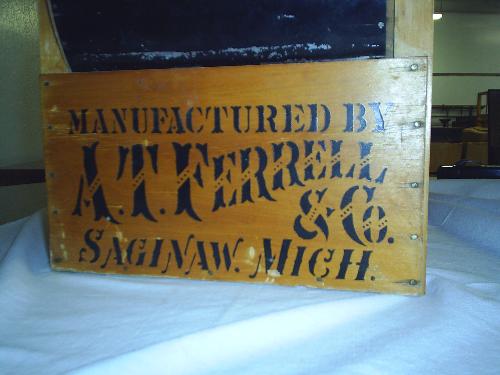 MANUFACTURED BY
A.T. FERRELL
& CO.
SAGINAW. MICH.